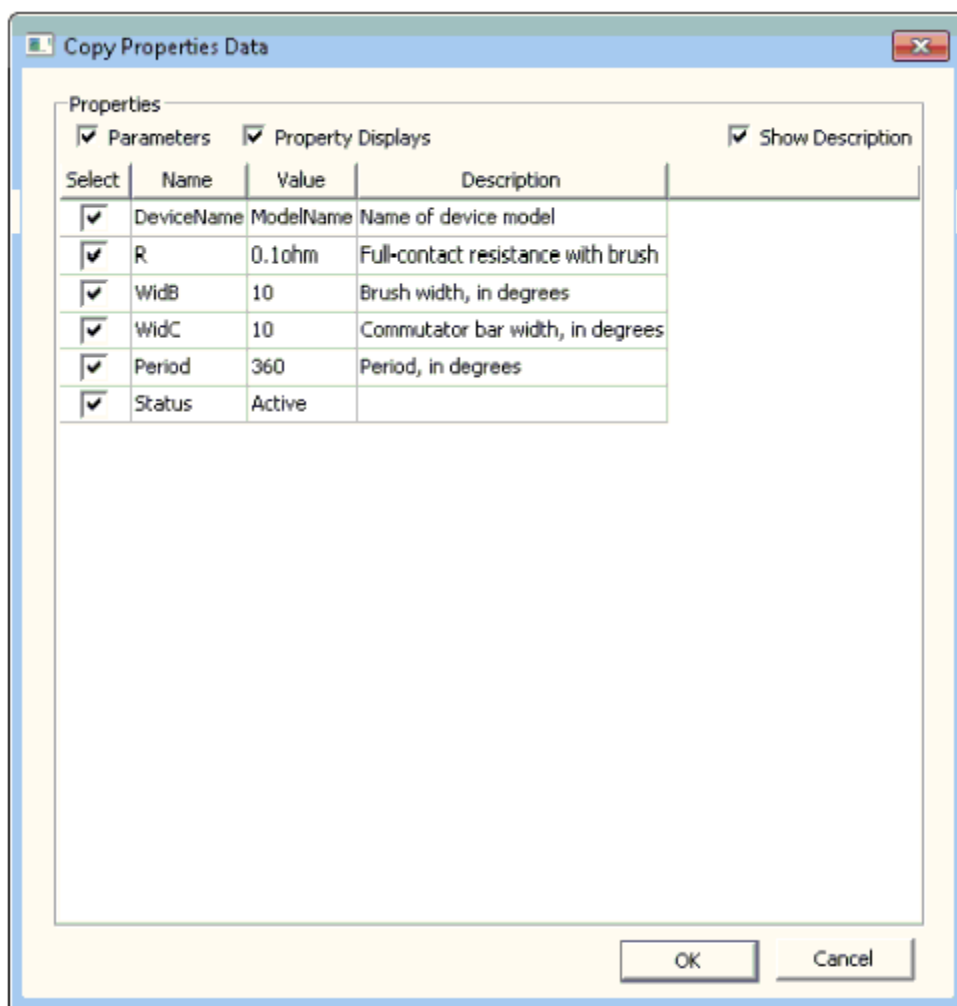 Copy Properties Data
Properties
Parameters Property Displays Show Description
Select Name Value Description
DeviceName ModelName Name of device model
R 0.1ohm Full-contact resistance with brush
WidB 10 Brush width, in degrees
WidC 10 Commutator bar width, in degrees
Period 360 Period, in degrees
Status Active
OK Cancel